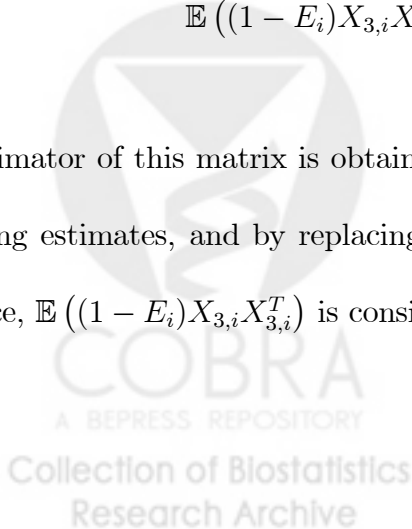 𝔼 ((1 − E_i)X_{3,i}X
imator of this matrix is obtain
ng estimates, and by replacing
ce, 𝔼 ((1 − E_i)X_{3,i}X_{3,i}^T) is consi
COBRA
A BEPRESS REPOSITORY
Collection of Biostatistics
Research Archive